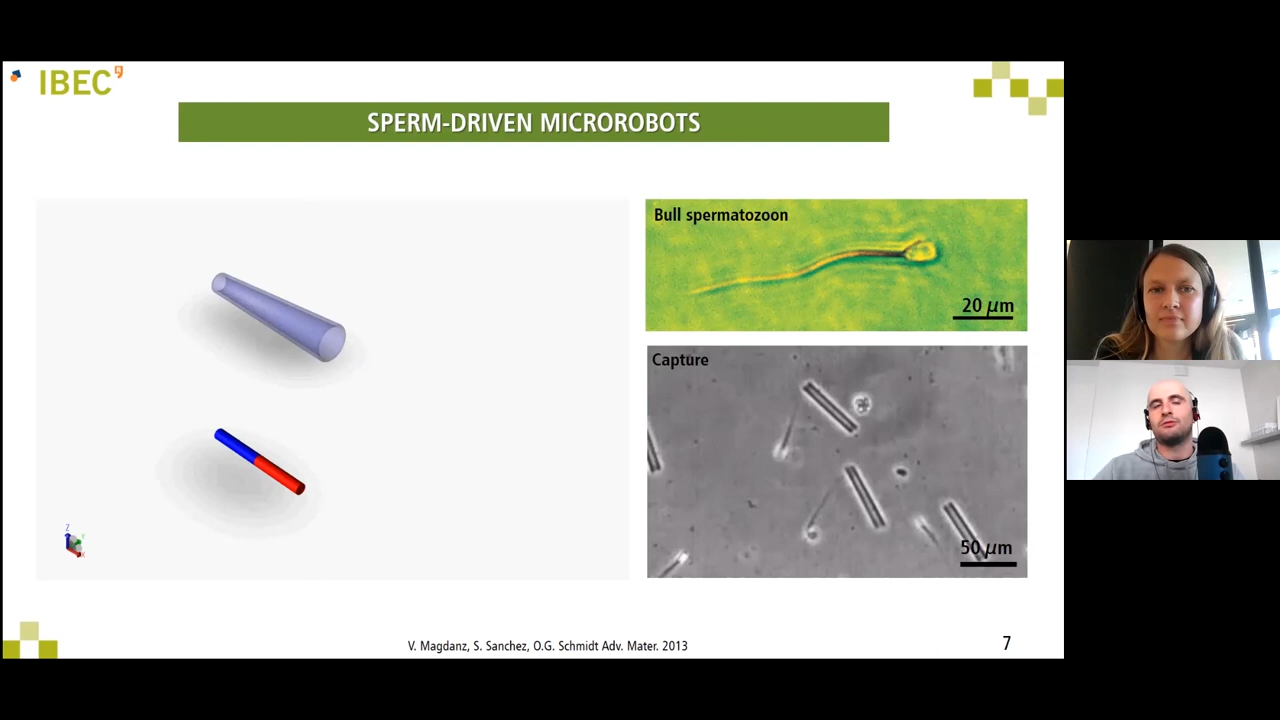 IBEC
SPERM-DRIVEN MICROROBOTS
Bull spermatozoon
20 µm
Capture
50 µm
Z
Y
X
V. Magdanz, S. Sanchez, O.G. Schmidt Adv. Mater. 2013
7